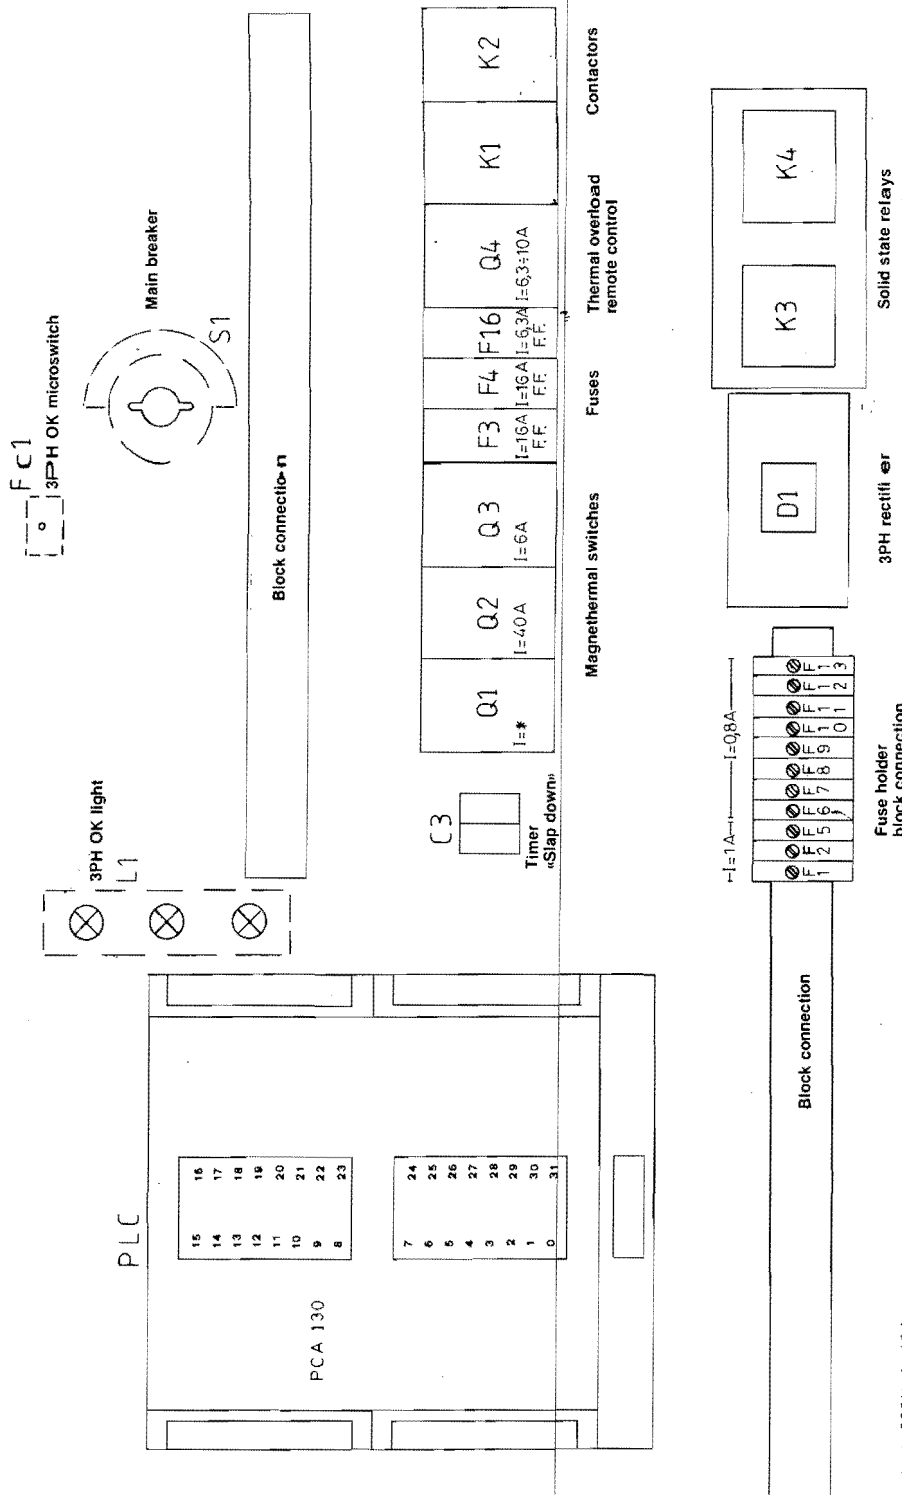 PLC
PCA 130
15 16
14 17
13 18
12 19
11 20
10 21
9 22
8 23
7 24
6 25
5 26
4 27
3 28
2 29
1 30
0 31
3PH OK light
L1
F c1
3PH OK microswitch
Main breaker
S1
Block connection
C3
Timer
«Slap down»
Q1
I=*
Q2
I=40A
Q3
I=6A
F3
I=16A
F.F.
F4
I=16A
F.F.
F16
I=6,3A
F.F.
Q4
I=6,3÷10A
K1
K2
Magnethermal switches
Fuses
Thermal overload
remote control
Contactors
Block connection
I=1A
I=0,8A
F1
F2
F5
F6
F7
F8
F9
F10
F11
F12
F13
Fuse holder
block connection
D1
3PH rectifier
K3
K4
Solid state relays